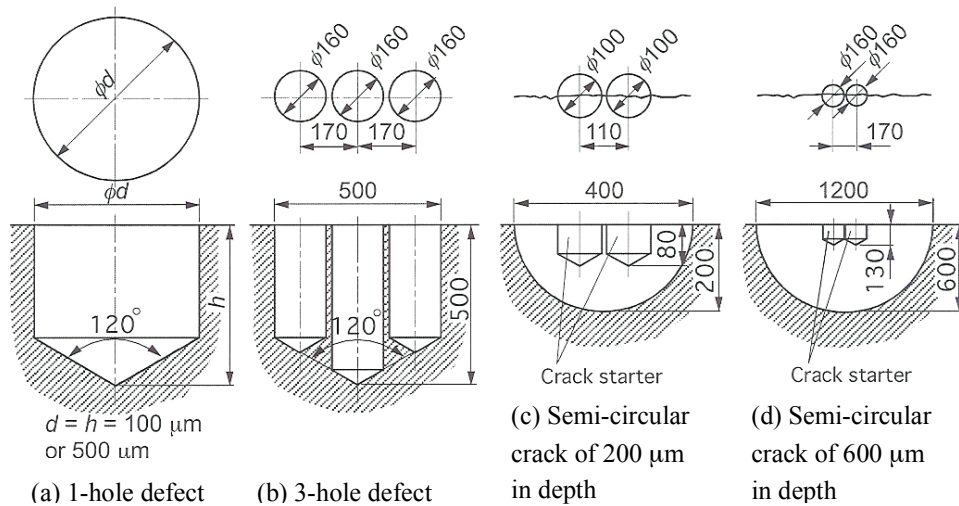 ϕd
ϕd
h
120°
d = h = 100 μm
or 500 μm
(a) 1-hole defect
ϕ160
ϕ160
ϕ160
170
170
500
500
120°
(b) 3-hole defect
ϕ100
ϕ100
110
400
80
200
Crack starter
(c) Semi-circular
crack of 200 μm
in depth
ϕ160
ϕ160
170
1200
130
600
Crack starter
(d) Semi-circular
crack of 600 μm
in depth